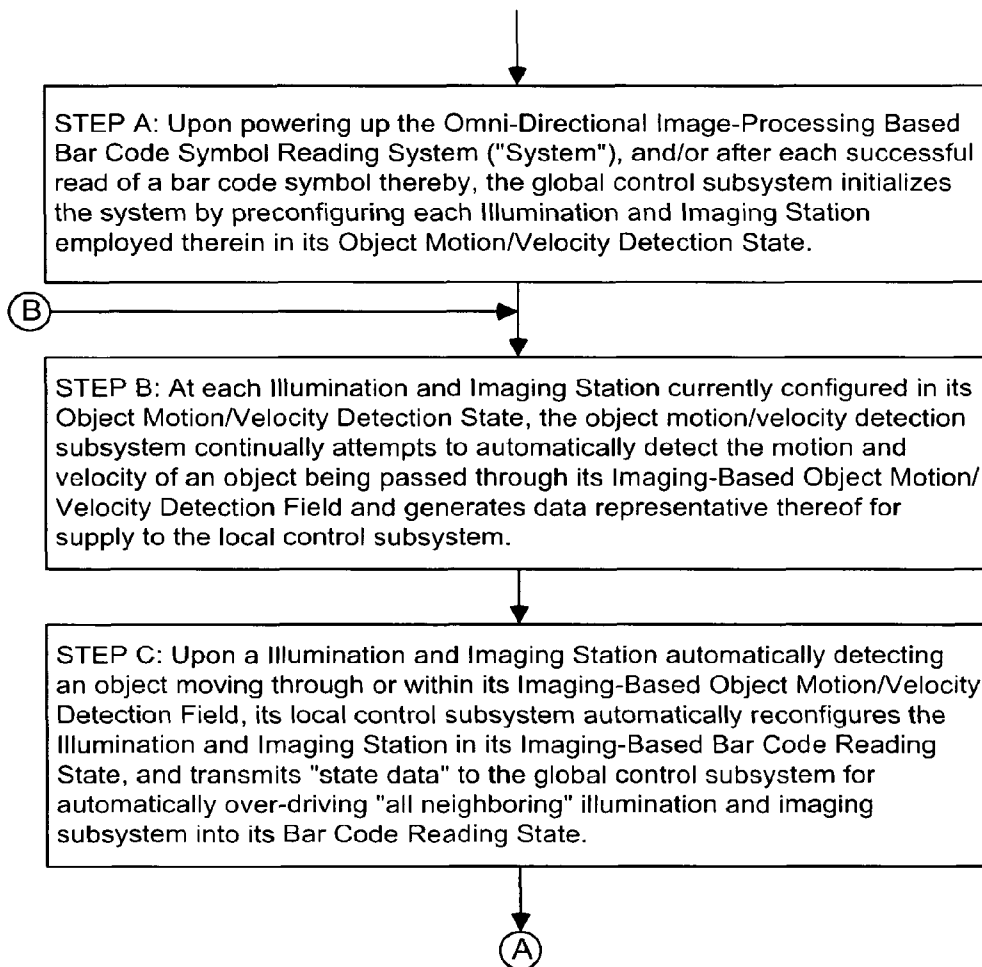 STEP A: Upon powering up the Omni-Directional Image-Processing Based
Bar Code Symbol Reading System ("System"), and/or after each successful
read of a bar code symbol thereby, the global control subsystem initializes
the system by preconfiguring each Illumination and Imaging Station
employed therein in its Object Motion/Velocity Detection State.
B
STEP B: At each Illumination and Imaging Station currently configured in its
Object Motion/Velocity Detection State, the object motion/velocity detection
subsystem continually attempts to automatically detect the motion and
velocity of an object being passed through its Imaging-Based Object Motion/
Velocity Detection Field and generates data representative thereof for
supply to the local control subsystem.
STEP C: Upon a Illumination and Imaging Station automatically detecting
an object moving through or within its Imaging-Based Object Motion/Velocity
Detection Field, its local control subsystem automatically reconfigures the
Illumination and Imaging Station in its Imaging-Based Bar Code Reading
State, and transmits "state data" to the global control subsystem for
automatically over-driving "all neighboring" illumination and imaging
subsystem into its Bar Code Reading State.
A